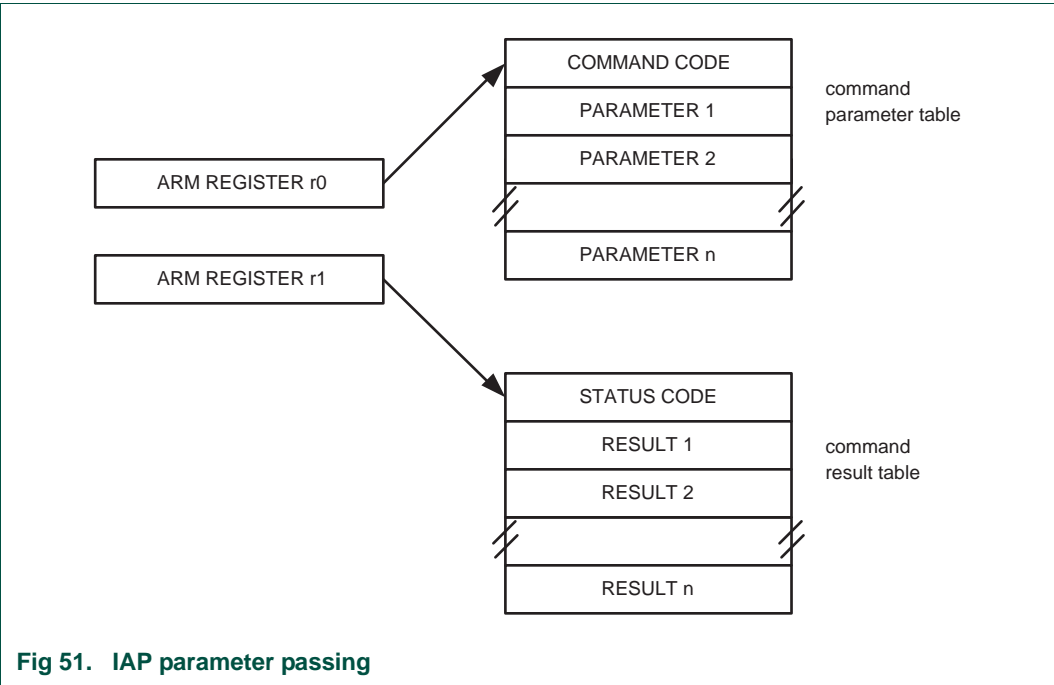 COMMAND CODE
PARAMETER 1
PARAMETER 2
PARAMETER n
command
parameter table
ARM REGISTER r0
ARM REGISTER r1
STATUS CODE
RESULT 1
RESULT 2
RESULT n
command
result table
Fig 51. IAP parameter passing